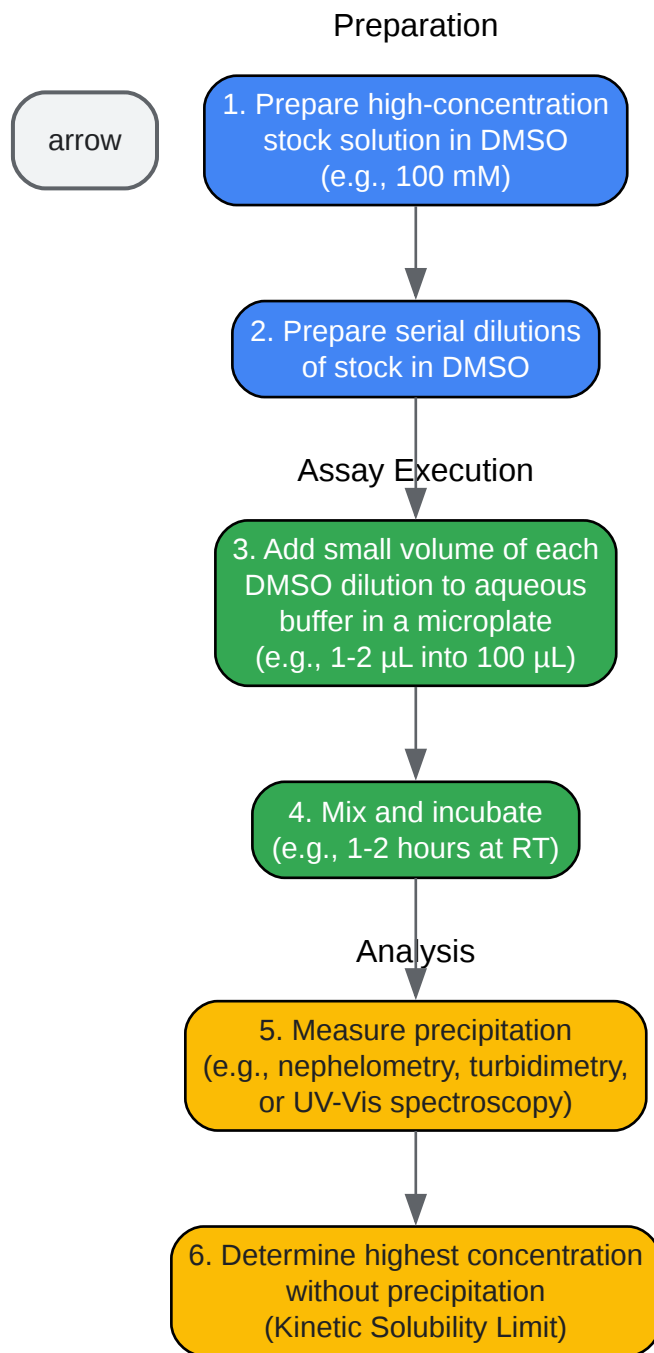 Preparation
arrow
1. Prepare high-concentration
stock solution in DMSO
(e.g., 100 mM)
2. Prepare serial dilutions
of stock in DMSO
Assay Execution
3. Add small volume of each
DMSO dilution to aqueous
buffer in a microplate
(e.g., 1-2 µL into 100 µL)
4. Mix and incubate
(e.g., 1-2 hours at RT)
Analysis
5. Measure precipitation
(e.g., nephelometry, turbidimetry,
or UV-Vis spectroscopy)
6. Determine highest concentration
without precipitation
(Kinetic Solubility Limit)